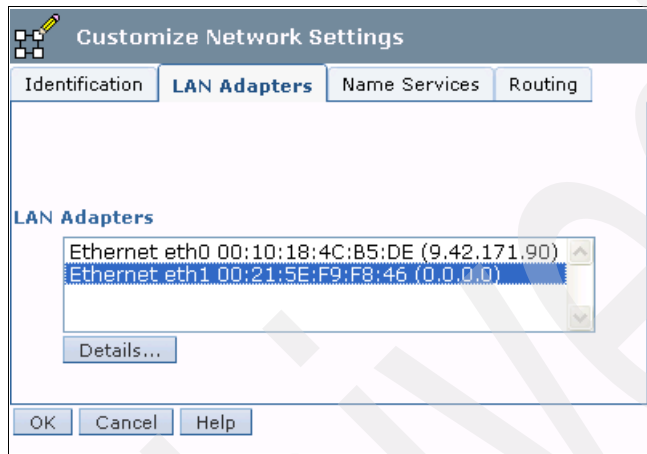 Customize Network Settings
Identification LAN Adapters Name Services Routing
LAN Adapters
Ethernet eth0 00:10:18:4C:B5:DE (9.42.171.90)
Ethernet eth1 00:21:5E:F9:F8:46 (0.0.0.0)
Details...
OK Cancel Help